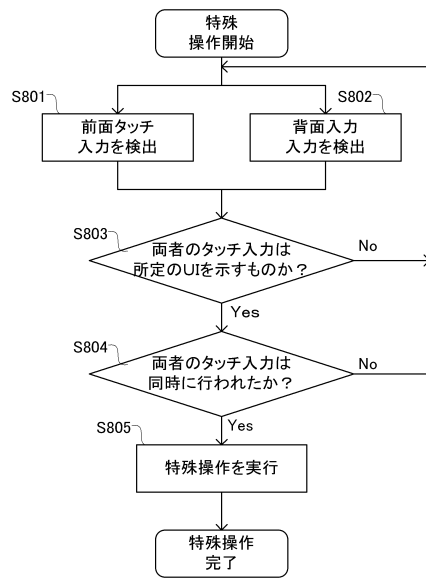 特殊
操作開始
S801
前面タッチ
入力を検出
S802
背面入力
入力を検出
S803
両者のタッチ入力は
所定のUIを示すものか？
No
Yes
S804
両者のタッチ入力は
同時に行われたか？
No
Yes
S805
特殊操作を実行
特殊操作
完了